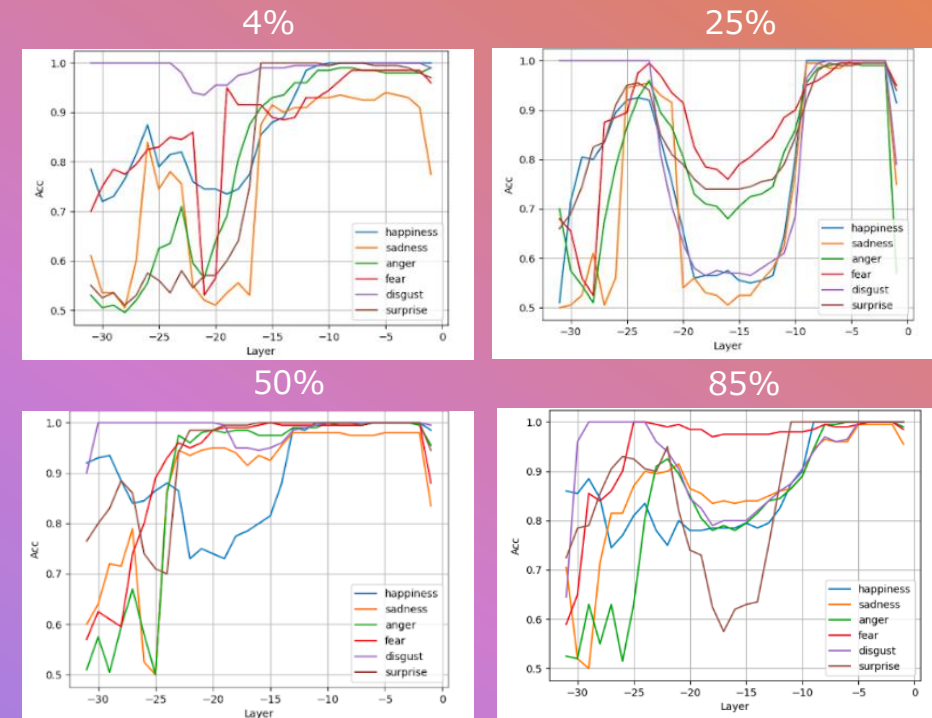 4%
25%
1.0
0.9
0.8
0.7
0.6
0.5
Acc
−30
−25
−20
−15
−10
−5
0
Layer
happiness
sadness
anger
fear
disgust
surprise
1.0
0.9
0.8
0.7
0.6
0.5
Acc
−30
−25
−20
−15
−10
−5
0
Layer
happiness
sadness
anger
fear
disgust
surprise
50%
85%
1.0
0.9
0.8
0.7
0.6
0.5
Acc
−30
−25
−20
−15
−10
−5
0
Layer
happiness
sadness
anger
fear
disgust
surprise
1.0
0.9
0.8
0.7
0.6
0.5
Acc
−30
−25
−20
−15
−10
−5
0
Layer
happiness
sadness
anger
fear
disgust
surprise